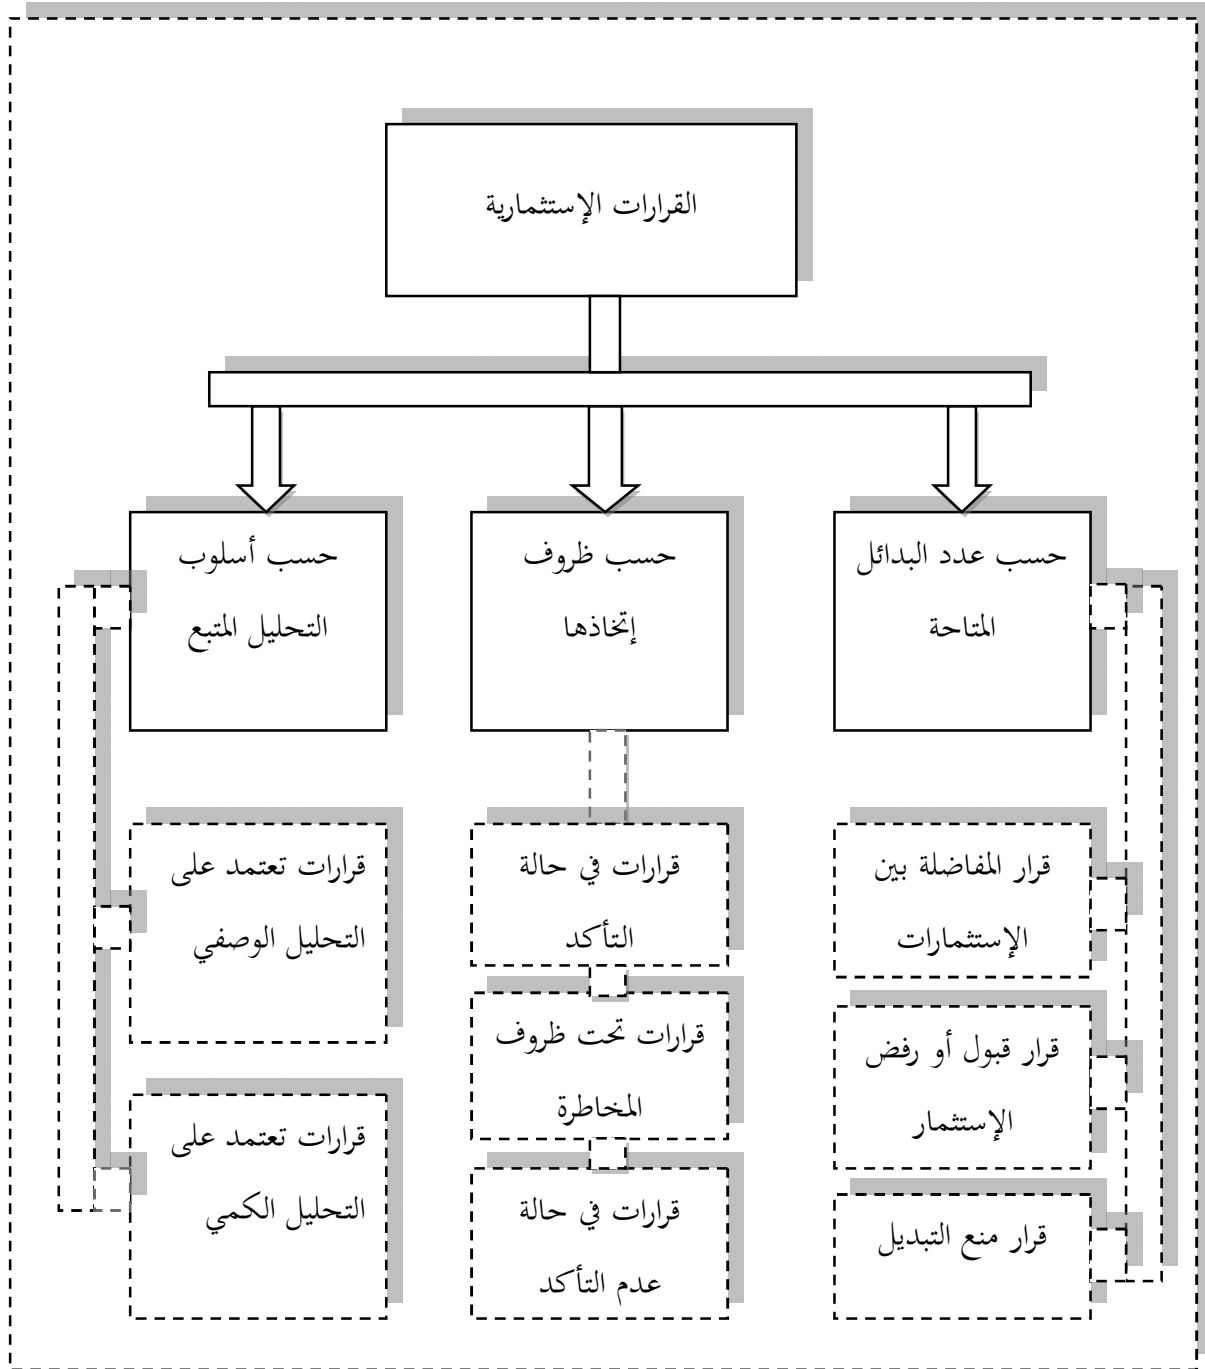 القرارات الإستثمارية
حسب عدد البدائل
المتاحة
حسب ظروف
إتخاذها
حسب أسلوب
التحليل المتبع
قرار المفاضلة بين
الإستثمارات
قرار قبول أو رفض
الإستثمار
قرار منع التبديل
قرارات في حالة
التأكد
قرارات تحت ظروف
المخاطرة
قرارات في حالة
عدم التأكد
قرارات تعتمد على
التحليل الوصفي
قرارات تعتمد على
التحليل الكمي